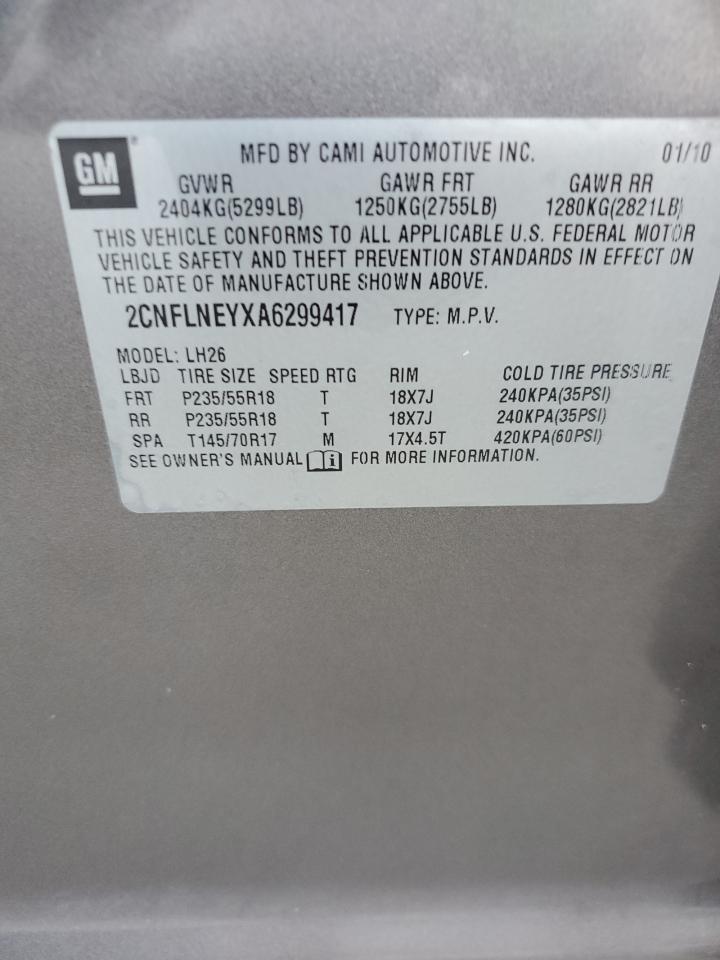 GM
MFD BY CAMI AUTOMOTIVE INC. 01/10
GVWR GAWR FRT GAWR RR
2404KG(5299LB) 1250KG(2755LB) 1280KG(2821LB)
THIS VEHICLE CONFORMS TO ALL APPLICABLE U.S. FEDERAL MOTOR
VEHICLE SAFETY AND THEFT PREVENTION STANDARDS IN EFFECT ON
THE DATE OF MANUFACTURE SHOWN ABOVE.
2CNFLNEYXA6299417 TYPE: M.P.V.
MODEL: LH26
LBJD TIRE SIZE SPEED RTG RIM COLD TIRE PRESSURE
FRT P235/55R18 T 18X7J 240KPA(35PSI)
RR P235/55R18 T 18X7J 240KPA(35PSI)
SPA T145/70R17 M 17X4.5T 420KPA(60PSI)
SEE OWNER'S MANUAL i FOR MORE INFORMATION.